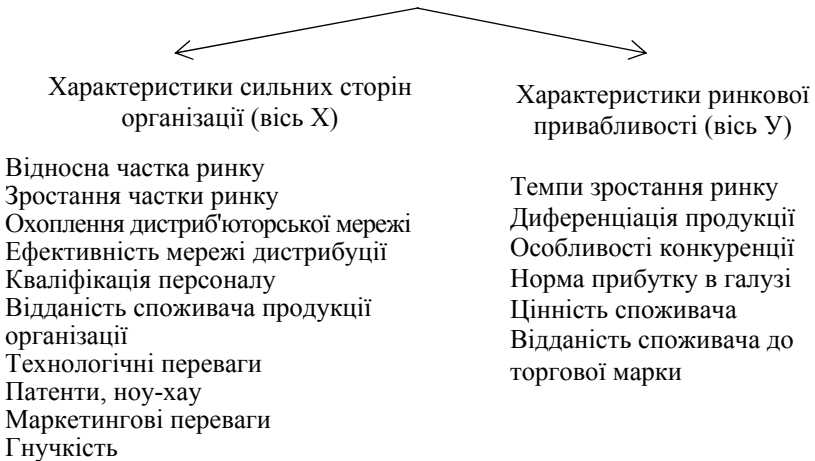 Характеристики сильних сторін
організації (вісь Х)
Відносна частка ринку
Зростання частки ринку
Охоплення дистриб'юторської мережі
Ефективність мережі дистрибуції
Кваліфікація персоналу
Відданість споживача продукції
організації
Технологічні переваги
Патенти, ноу-хау
Маркетингові переваги
Гнучкість
Характеристики ринкової
привабливості (вісь У)
Темпи зростання ринку
Диференціація продукції
Особливості конкуренції
Норма прибутку в галузі
Цінність споживача
Відданість споживача до
торгової марки